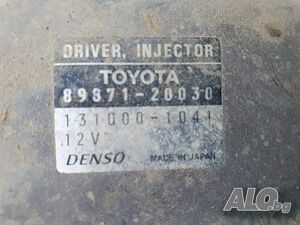 DRIVER, INJECTOR
TOYOTA
89871-20030
131000-1041
12V
DENSO MADE IN JAPAN
ALO.bg